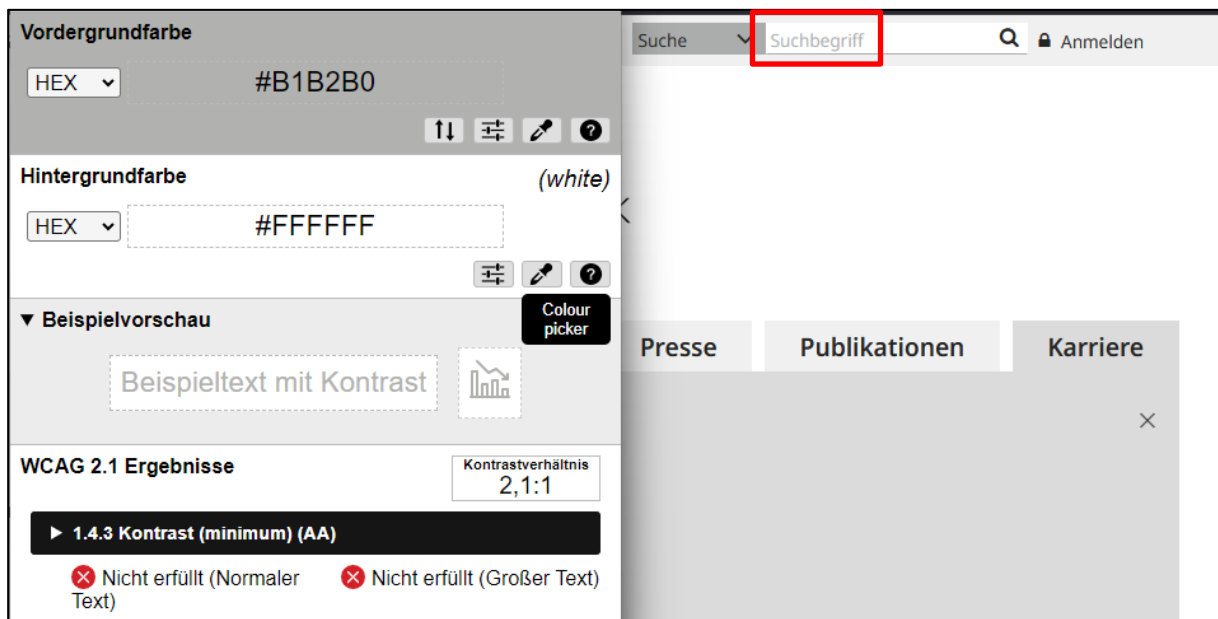 Vordergrundfarbe
HEX #B1B2B0
Hintergrundfarbe (white)
HEX #FFFFFF
Colour
picker
Beispielvorschau
Beispieltext mit Kontrast
WCAG 2.1 Ergebnisse
Kontrastverhältnis
2,1:1
1.4.3 Kontrast (minimum) (AA)
Nicht erfüllt (Normaler
Text)
Nicht erfüllt (Großer Text)
Suche Suchbegriff Anmelden
Presse Publikationen Karriere